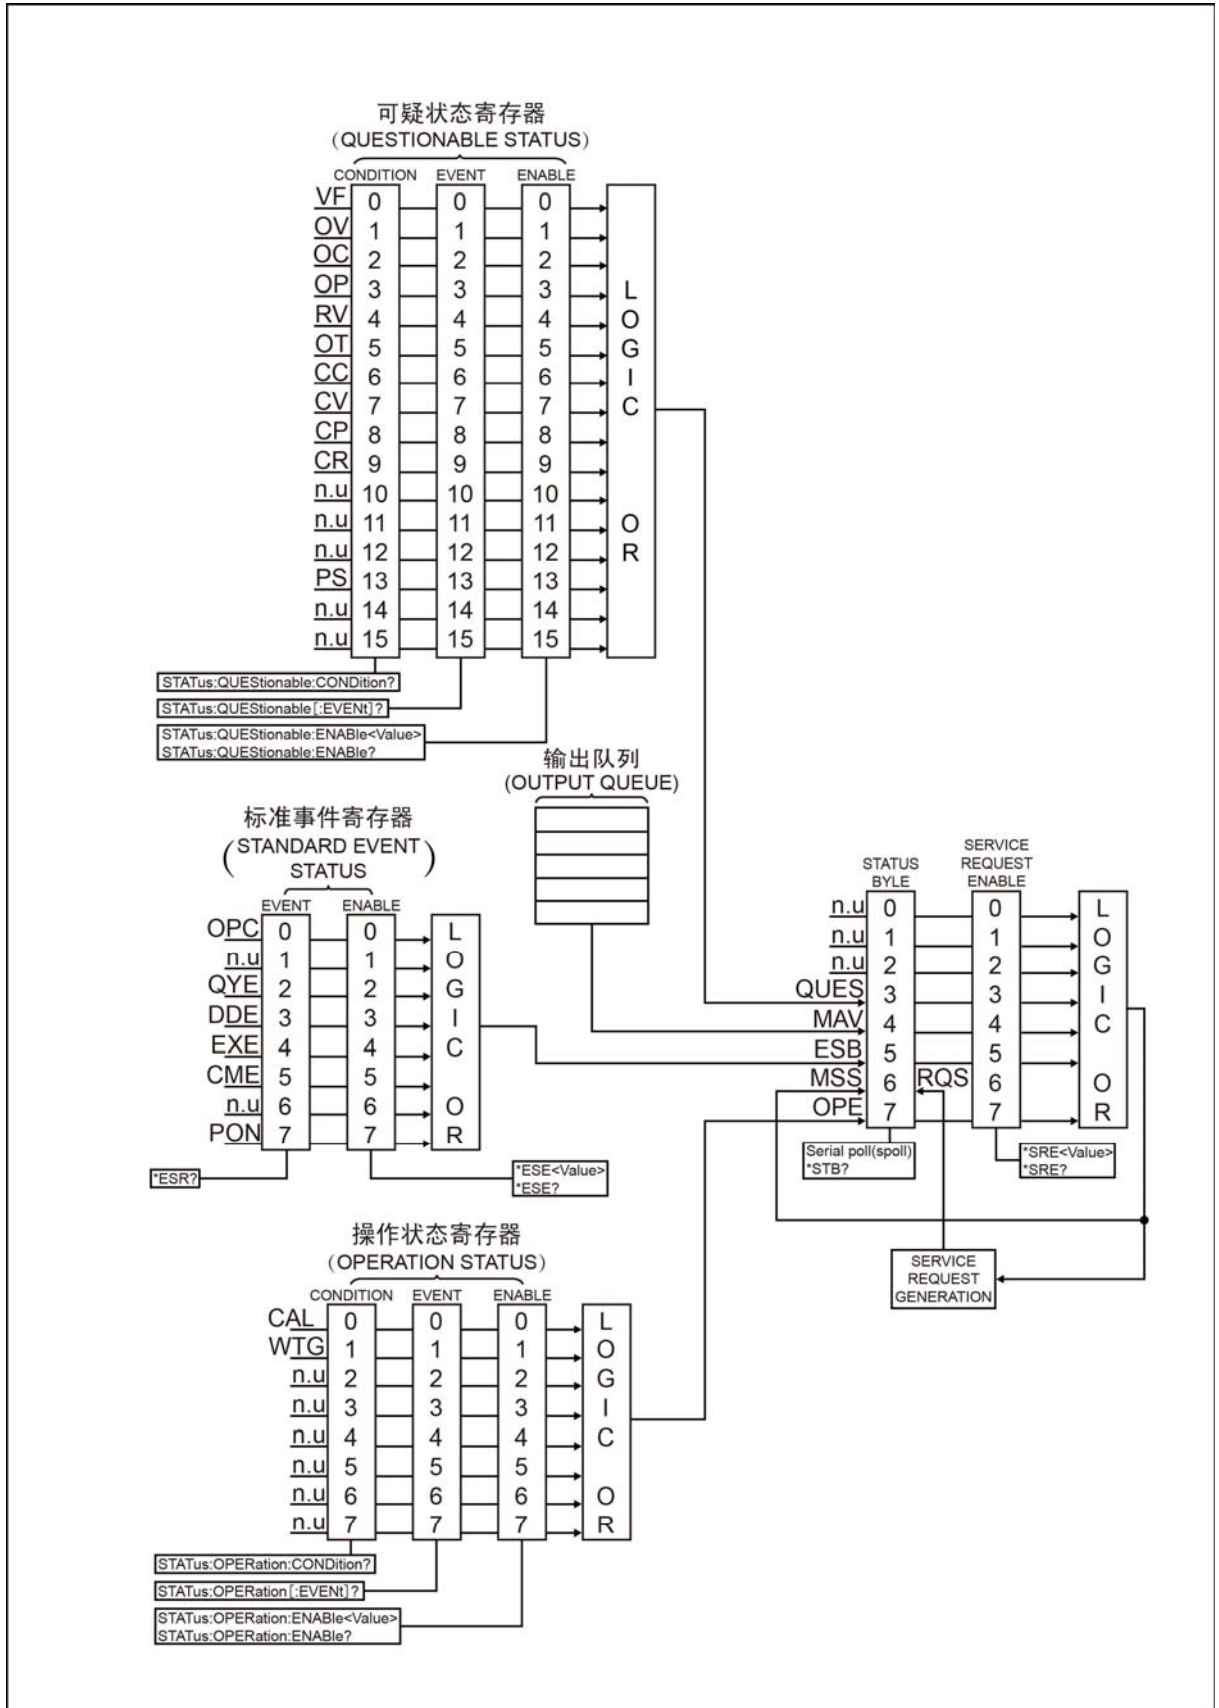 可疑状态寄存器
(QUESTIONABLE STATUS)
CONDITION EVENT ENABLE
VF 0 0 0
OV 1 1 1
OC 2 2 2
OP 3 3 3 L
RV 4 4 4 O
OT 5 5 5 G
CC 6 6 6 I
CV 7 7 7 C
CP 8 8 8
CR 9 9 9
n.u 10 10 10
n.u 11 11 11 O
n.u 12 12 12 R
PS 13 13 13
n.u 14 14 14
n.u 15 15 15
STATus:QUEStionable:CONDition?
STATus:QUEStionable[:EVENt]?
STATus:QUEStionable:ENABle<Value>
STATus:QUEStionable:ENABle?
输出队列
(OUTPUT QUEUE)
标准事件寄存器
(STANDARD EVENT
STATUS)
EVENT ENABLE
OPC 0 0 L
n.u 1 1 O
QYE 2 2 G
DDE 3 3 I
EXE 4 4 C
CME 5 5
n.u 6 6 O
PON 7 7 R
*ESR?
*ESE<Value>
*ESE?
STATUS
BYLE
SERVICE
REQUEST
ENABLE
n.u 0 0 L
n.u 1 1 O
n.u 2 2 G
QUES 3 3 I
MAV 4 4 C
ESB 5 5
MSS 6 RQS 6 O
OPE 7 7 R
Serial poll(spoll)
*STB?
*SRE<Value>
*SRE?
SERVICE
REQUEST
GENERATION
操作状态寄存器
(OPERATION STATUS)
CONDITION EVENT ENABLE
CAL 0 0 0 L
WTG 1 1 1 O
n.u 2 2 2 G
n.u 3 3 3 I
n.u 4 4 4 C
n.u 5 5 5
n.u 6 6 6 O
n.u 7 7 7 R
STATus:OPERation:CONDition?
STATus:OPERation[:EVENt]?
STATus:OPERation:ENABle<Value>
STATus:OPERation:ENABle?